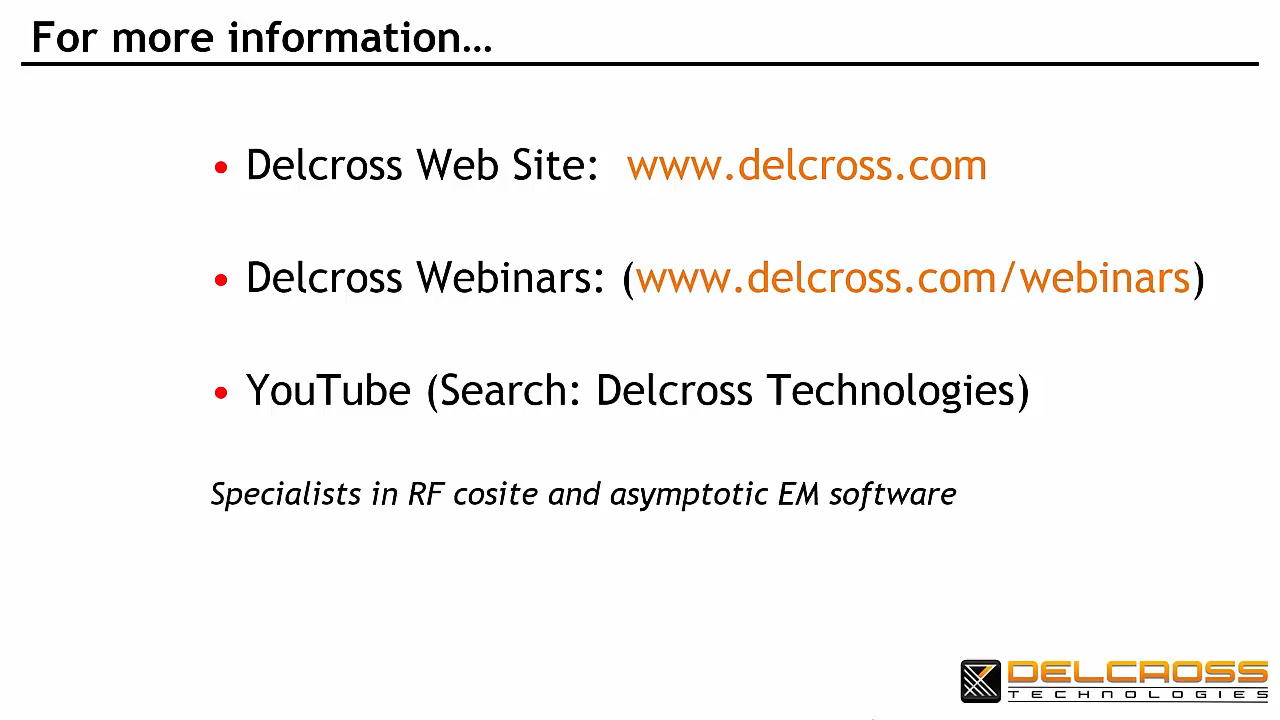 For more information…
• Delcross Web Site: www.delcross.com
• Delcross Webinars: (www.delcross.com/webinars)
• YouTube (Search: Delcross Technologies)
Specialists in RF cosite and asymptotic EM software
DELCROSS
TECHNOLOGIES